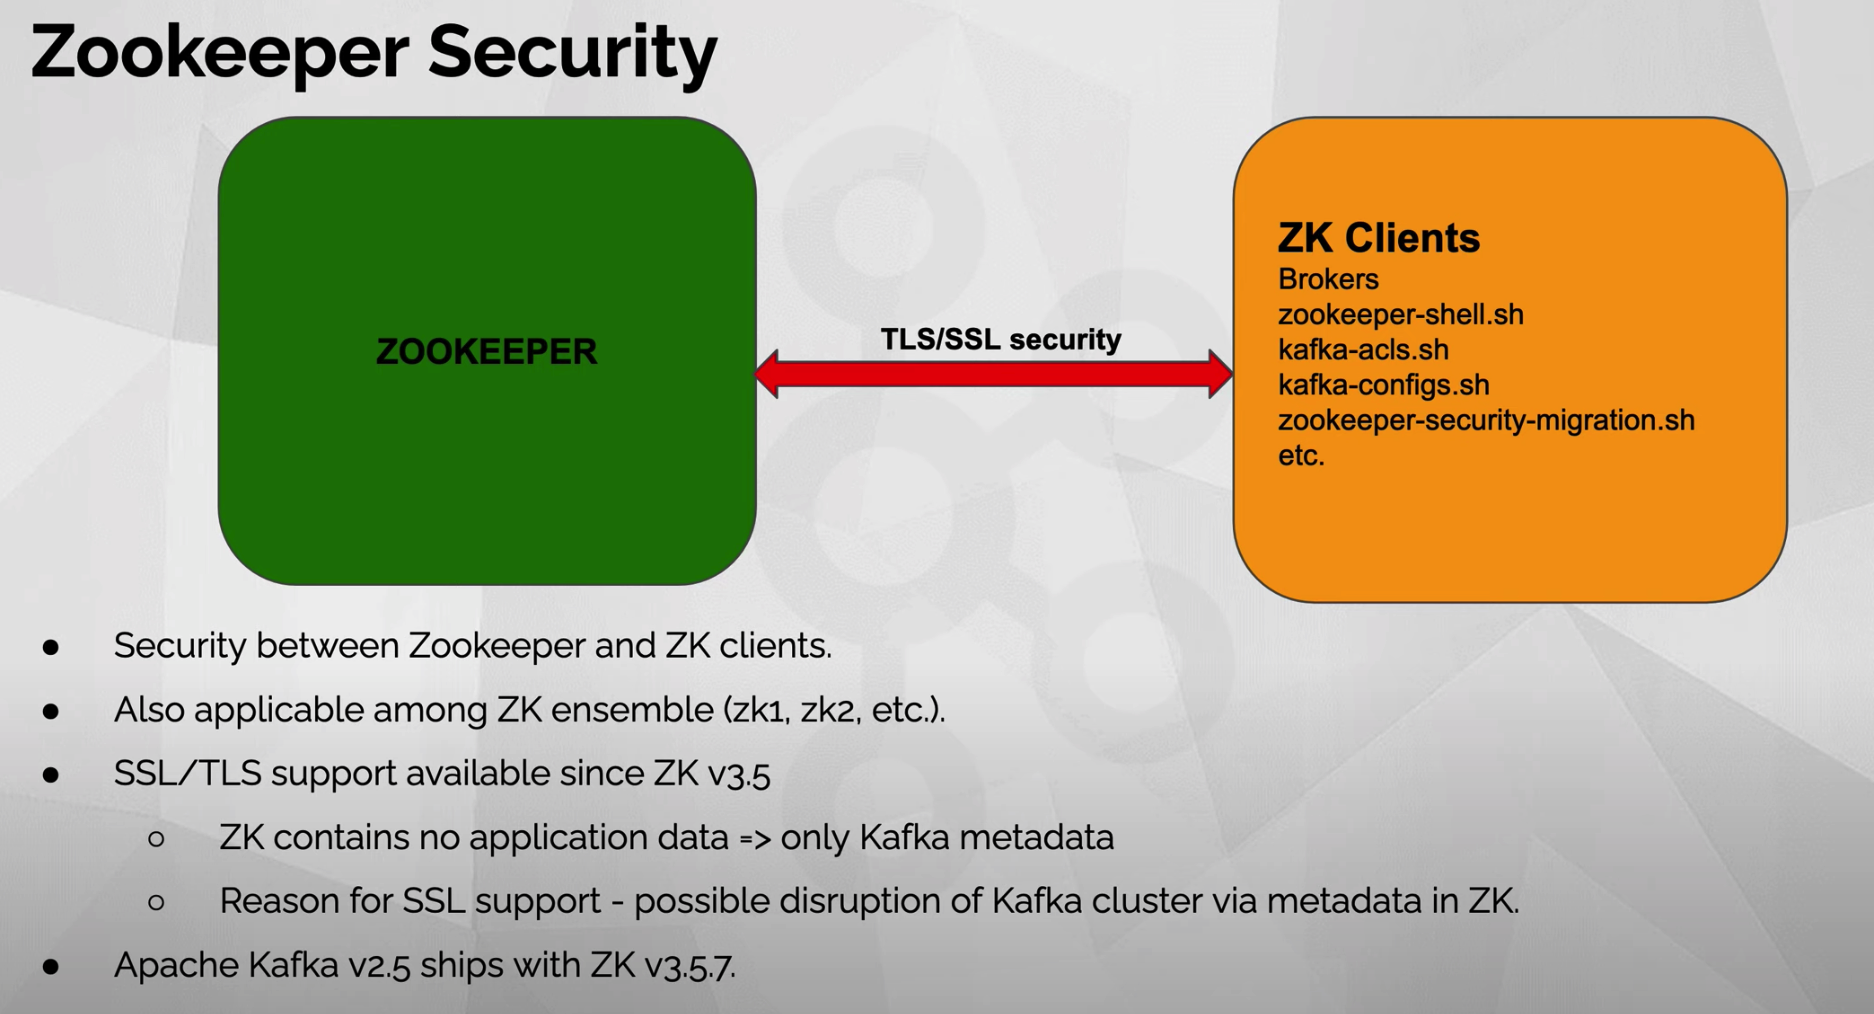 Zookeeper Security
ZOOKEEPER
TLS/SSL security
ZK Clients
Brokers
zookeeper-shell.sh
kafka-acls.sh
kafka-configs.sh
zookeeper-security-migration.sh
etc.
● Security between Zookeeper and ZK clients.
● Also applicable among ZK ensemble (zk1, zk2, etc.).
● SSL/TLS support available since ZK v3.5
○ ZK contains no application data => only Kafka metadata
○ Reason for SSL support - possible disruption of Kafka cluster via metadata in ZK.
● Apache Kafka v2.5 ships with ZK v3.5.7.